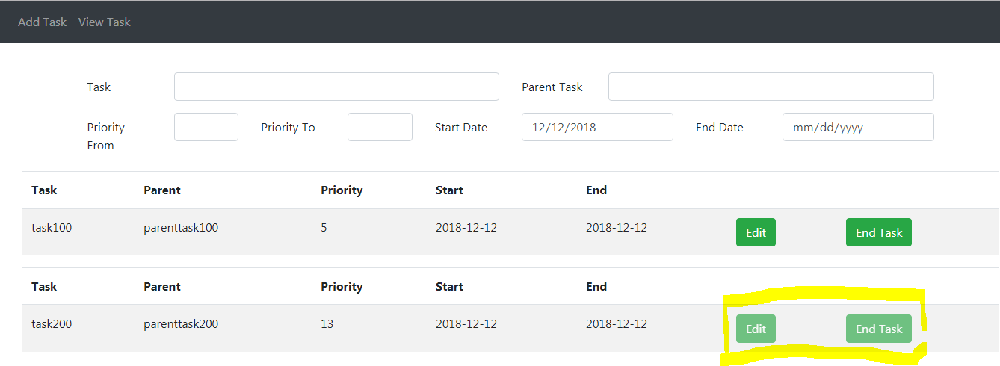 Add Task View Task
Task Parent Task
Priority From Priority To Start Date 12/12/2018 End Date mm/dd/yyyy
Task Parent Priority Start End
task100 parenttask100 5 2018-12-12 2018-12-12 Edit End Task
Task Parent Priority Start End
task200 parenttask200 13 2018-12-12 2018-12-12 Edit End Task